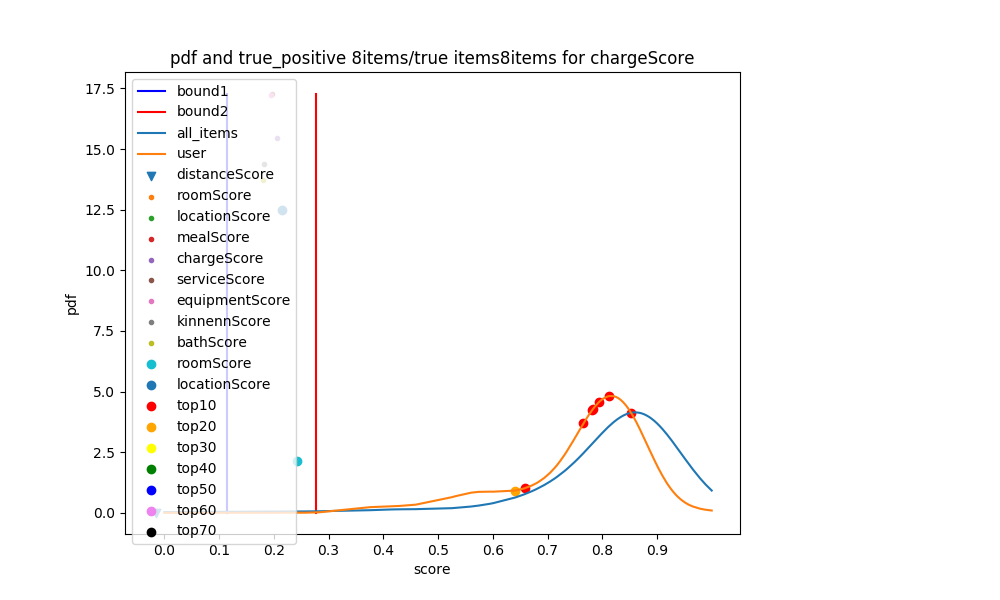 pdf and true_positive 8items/true items8items for chargeScore
17.5
15.0
12.5
10.0
7.5
5.0
2.5
0.0
pdf
bound1
bound2
all_items
user
distanceScore
roomScore
locationScore
mealScore
chargeScore
serviceScore
equipmentScore
kinnennScore
bathScore
roomScore
locationScore
top10
top20
top30
top40
top50
top60
top70
0.0 0.1 0.2 0.3 0.4 0.5 0.6 0.7 0.8 0.9
score